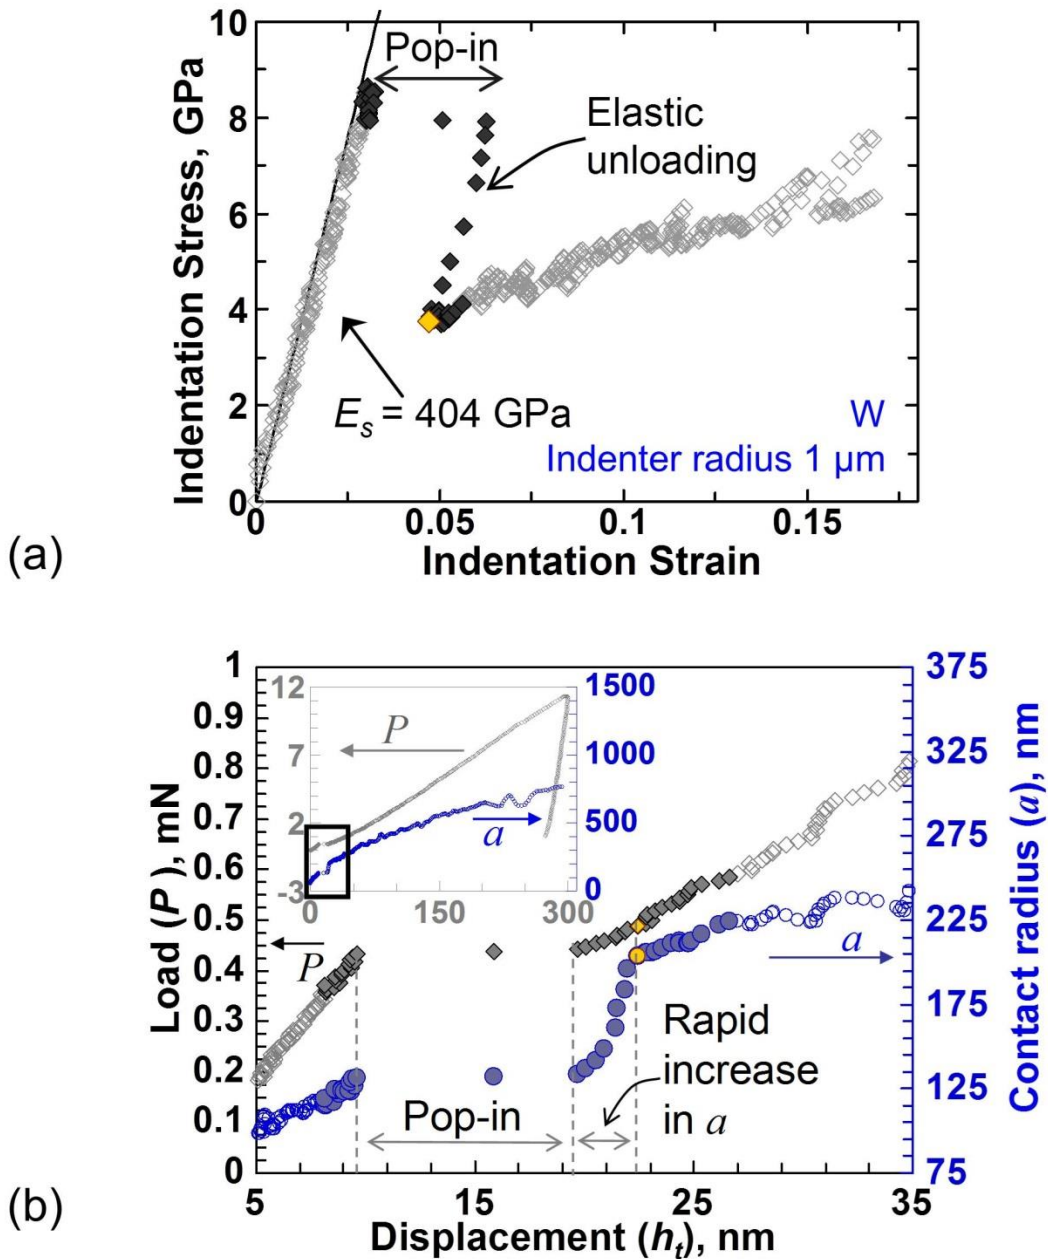 10
8
6
4
2
0
Indentation Stress, GPa
Pop-in
Elastic
unloading
E_s = 404 GPa
W
Indenter radius 1 µm
0
0.05
0.1
0.15
Indentation Strain
(a)
1
0.9
0.8
0.7
0.6
0.5
0.4
0.3
0.2
0.1
0
Load (P ), mN
12
7
2
-3
0
150
300
1500
1000
500
0
P
a
P
a
Pop-in
Rapid
increase
in a
375
325
275
225
175
125
75
Contact radius (a), nm
5
15
25
35
Displacement (h_t), nm
(b)